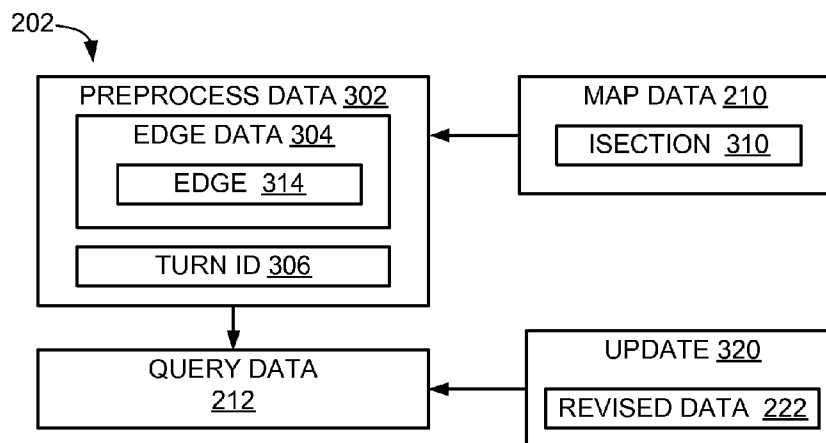 202
PREPROCESS DATA 302
EDGE DATA 304
EDGE 314
TURN ID 306
MAP DATA 210
ISECTION 310
QUERY DATA
212
UPDATE 320
REVISED DATA 222